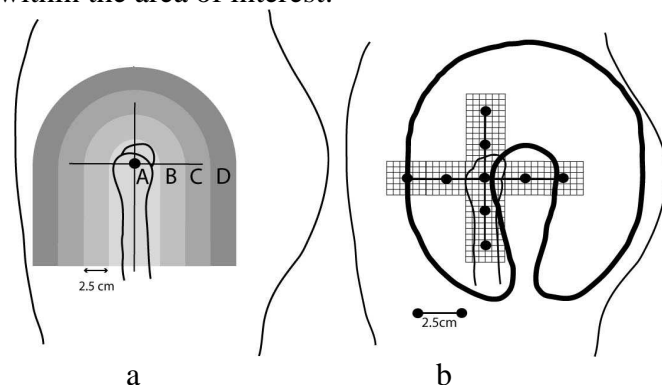 within the area of interest.
A B C D
2.5 cm
2.5cm
a b